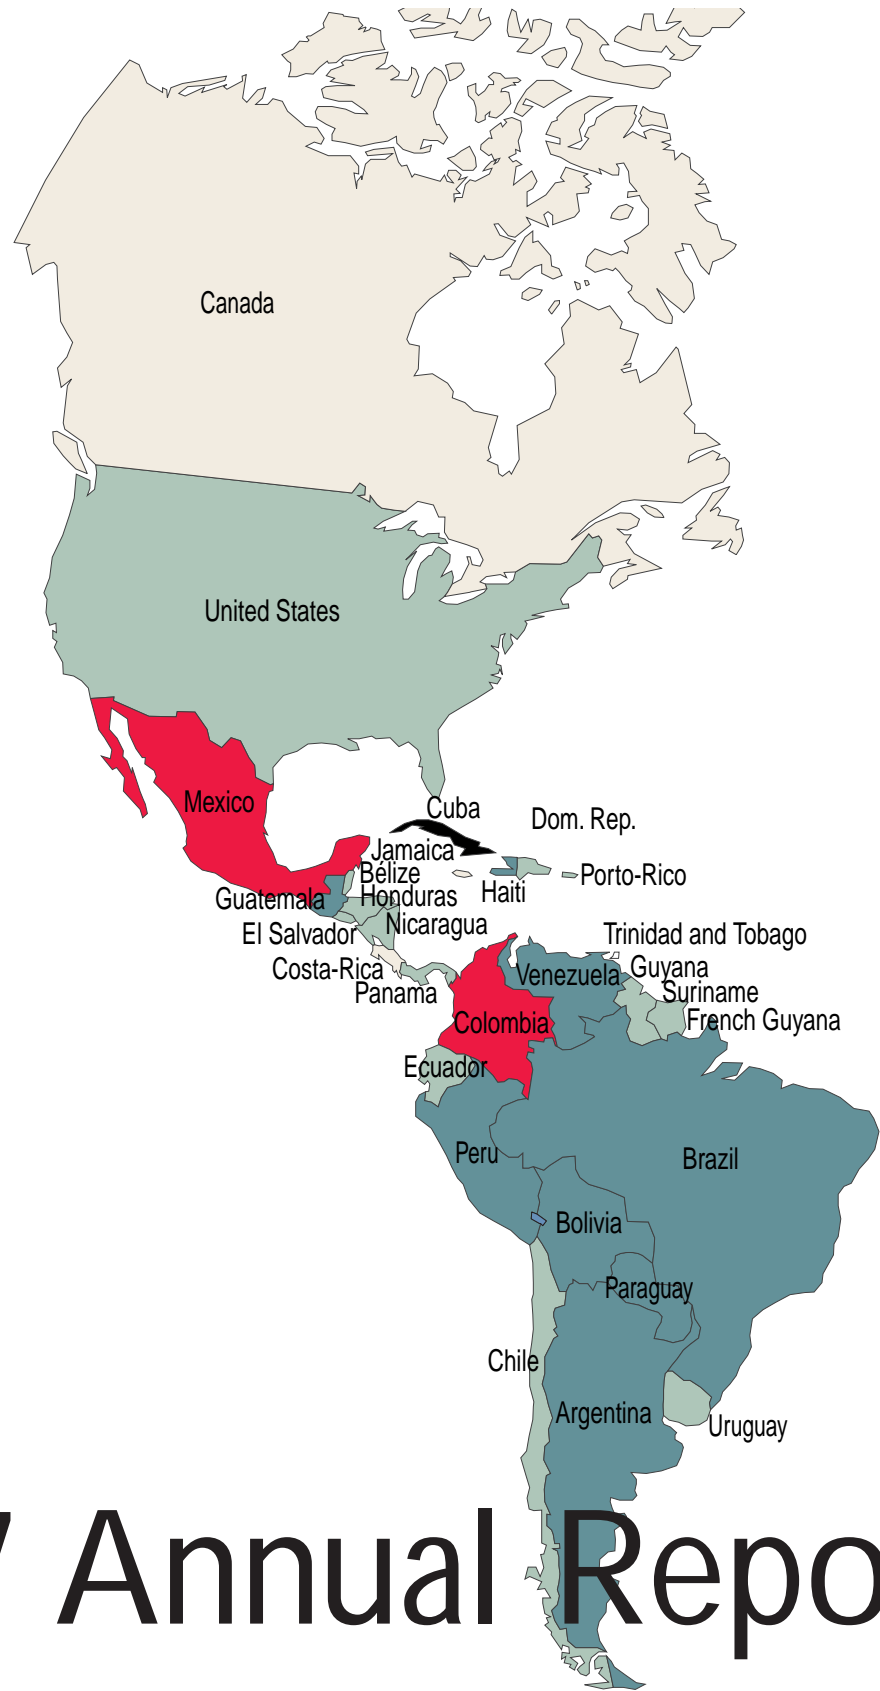 Canada
United States
Mexico
Cuba
Dom. Rep.
Jamaica
Bélize
Porto-Rico
Haiti
Guatemala
Honduras
Nicaragua
El Salvador
Trinidad and Tobago
Costa-Rica
Guyana
Venezuela
Panama
Suriname
French Guyana
Colombia
Ecuador
Peru
Brazil
Bolivia
Paraguay
Chile
Argentina
Uruguay
Annual Repo